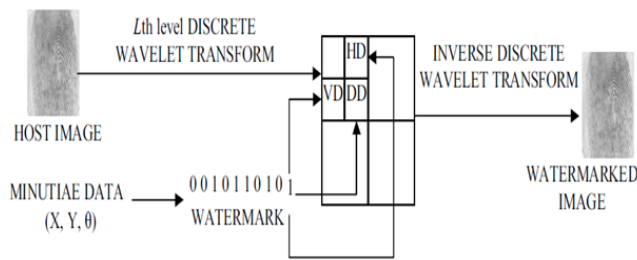 Lth level DISCRETE
WAVELET TRANSFORM
HOST IMAGE
HD
VD DD
INVERSE DISCRETE
WAVELET TRANSFORM
WATERMARKED
IMAGE
MINUTIAE DATA
(X, Y, θ)
0 0 1 0 1 1 0 1 0 1
WATERMARK